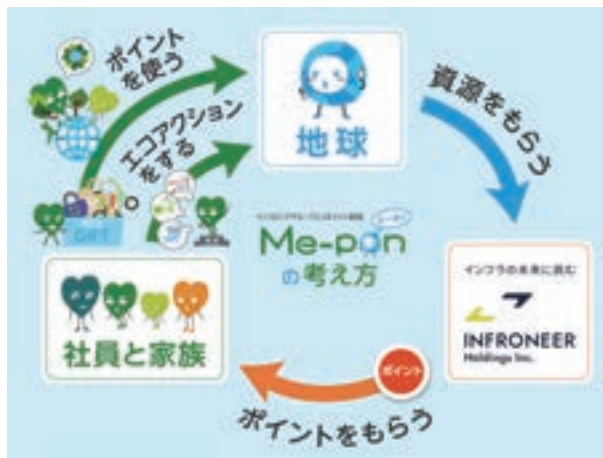 ポイント
を使う
エコアクション
をする
地球
資源をもらう
Me-pon
の考え方
GIFT
社員と家族
インフラの未来に挑む
INFRONEER
Holdings Inc.
ポイント
ポイントをもらう